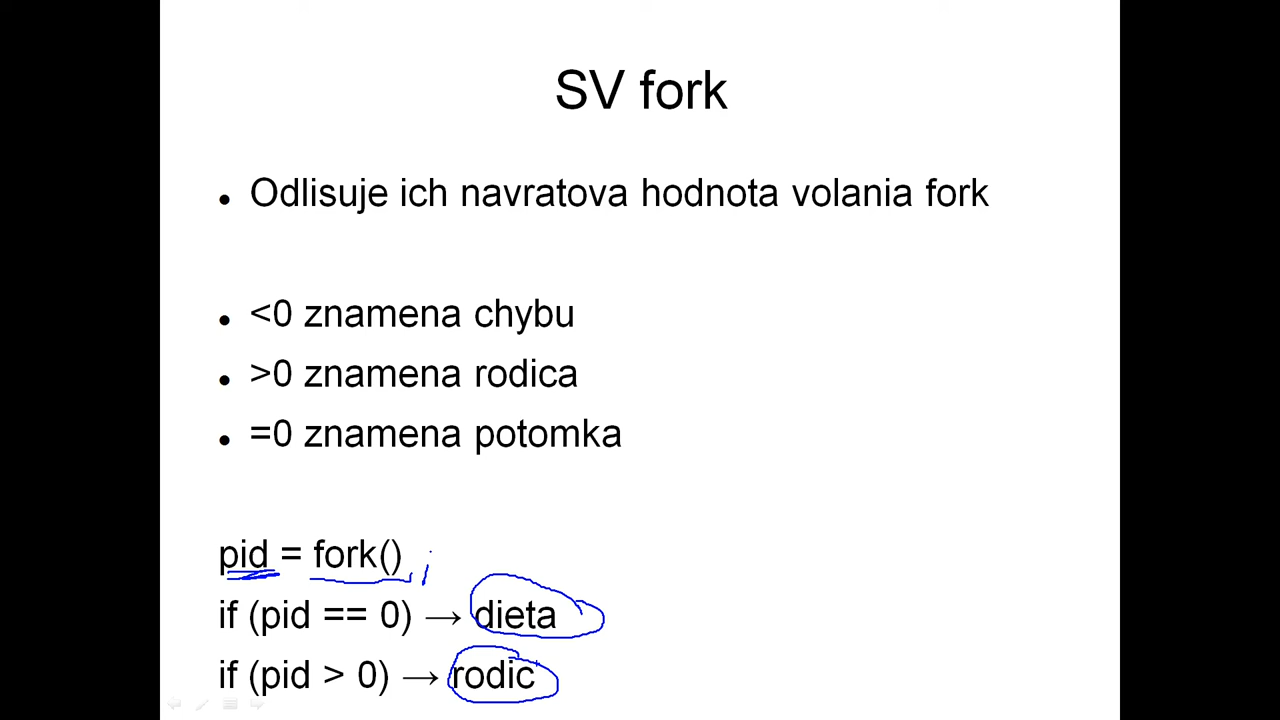 SV fork
Odlisuje ich navratova hodnota volania fork
<0 znamena chybu
>0 znamena rodica
=0 znamena potomka
pid = fork() ;
if (pid == 0) → dieta
if (pid > 0) → rodic